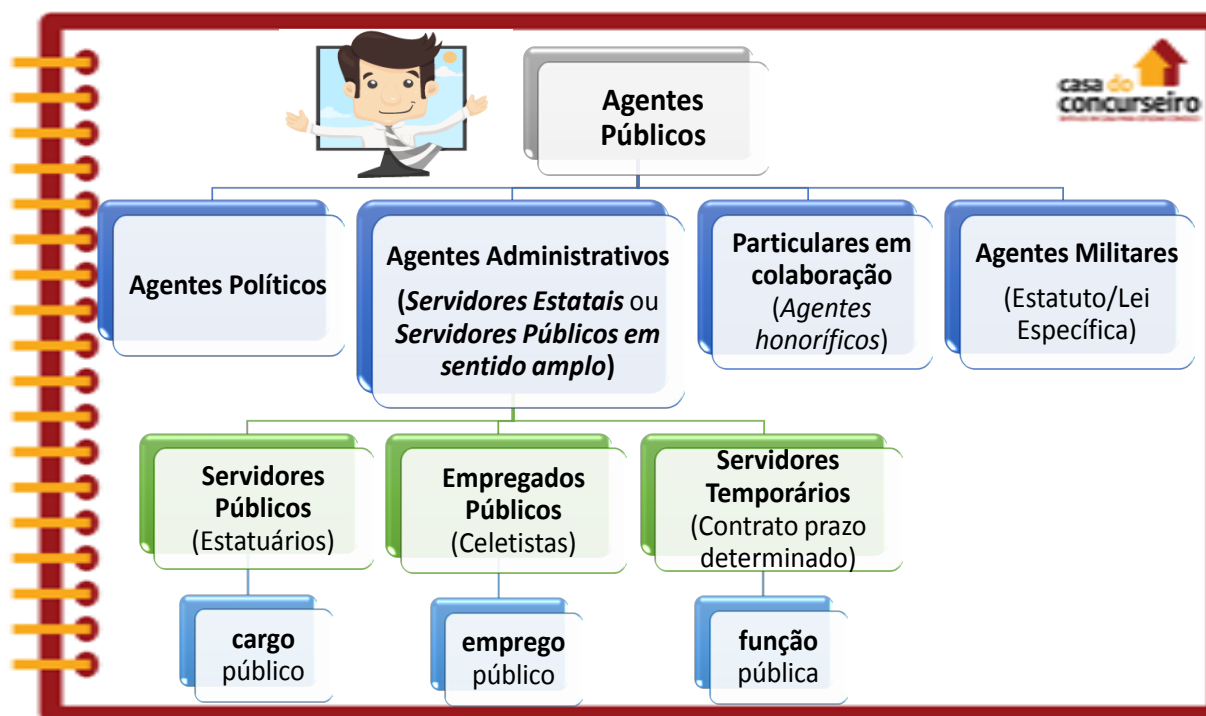 Agentes
Públicos
casa do
concurseiro
Agentes Políticos
Agentes Administrativos
(Servidores Estatais ou
Servidores Públicos em
sentido amplo)
Particulares em
colaboração
(Agentes
honoríficos)
Agentes Militares
(Estatuto/Lei
Específica)
Servidores
Públicos
(Estatuários)
Empregados
Públicos
(Celetistas)
Servidores
Temporários
(Contrato prazo
determinado)
cargo
público
emprego
público
função
pública